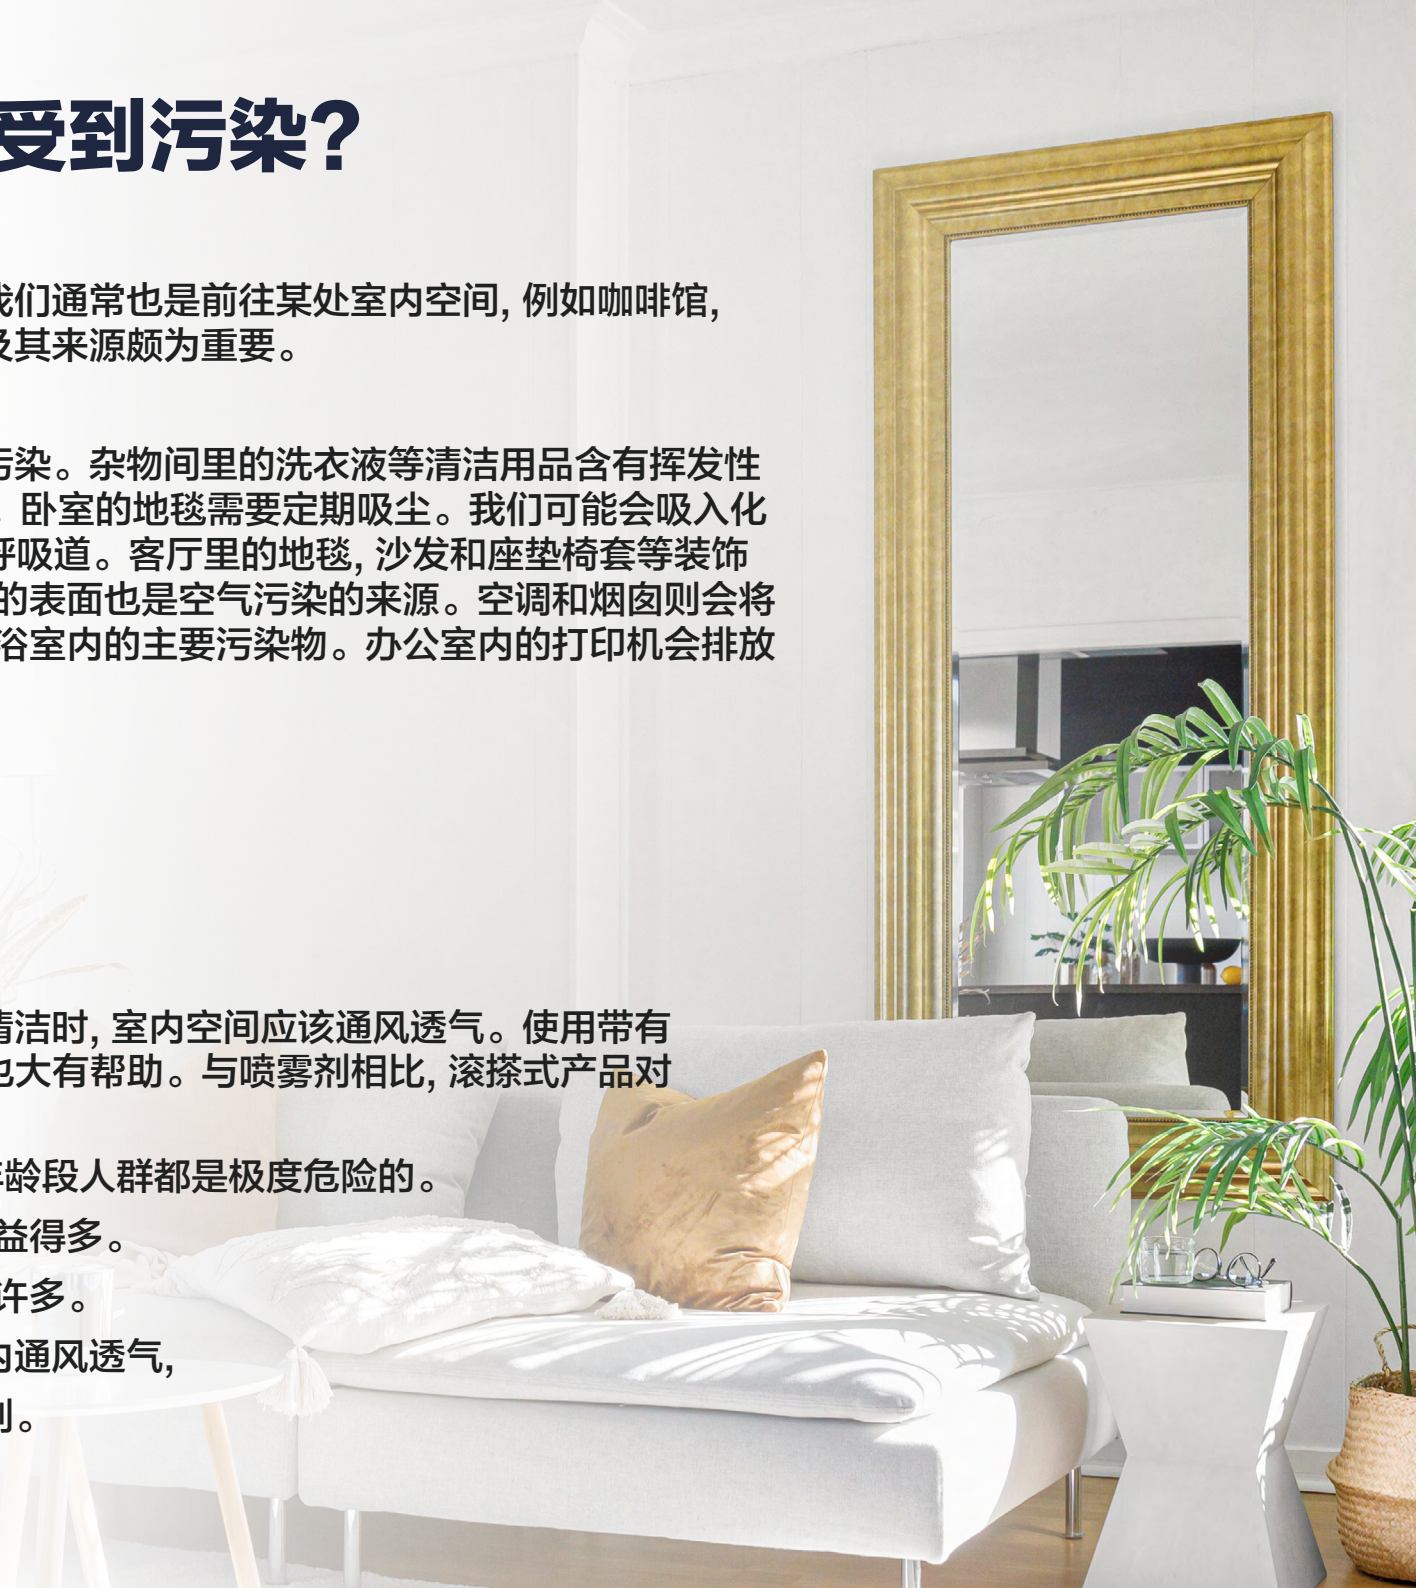 受到污染？
我们通常也是前往某处室内空间, 例如咖啡馆,
及其来源颇为重要。
污染。杂物间里的洗衣液等清洁用品含有挥发性
。卧室的地毯需要定期吸尘。我们可能会吸入化
呼吸道。客厅里的地毯, 沙发和座垫椅套等装饰
的表面也是空气污染的来源。空调和烟囱则会将
浴室内的主要污染物。办公室内的打印机会排放
清洁时, 室内空间应该通风透气。使用带有
也大有帮助。与喷雾剂相比, 滚搽式产品对
年龄段人群都是极度危险的。
益得多。
许多。
内通风透气,
。